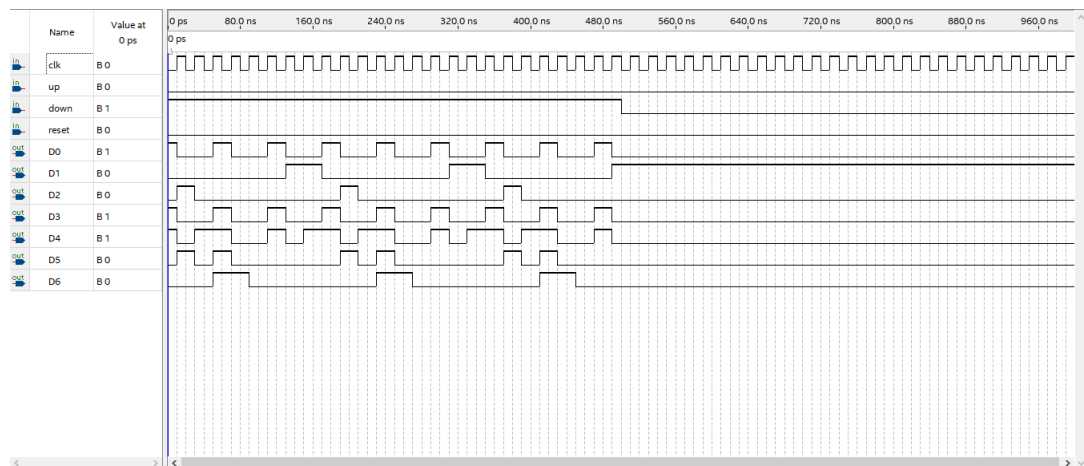 Name
Value at
0 ps
0 ps 80.0 ns 160.0 ns 240.0 ns 320.0 ns 400.0 ns 480.0 ns 560.0 ns 640.0 ns 720.0 ns 800.0 ns 880.0 ns 960.0 ns
0 ps
in clk B 0
in up B 0
in down B 1
in reset B 0
out D0 B 1
out D1 B 0
out D2 B 0
out D3 B 1
out D4 B 1
out D5 B 0
out D6 B 0